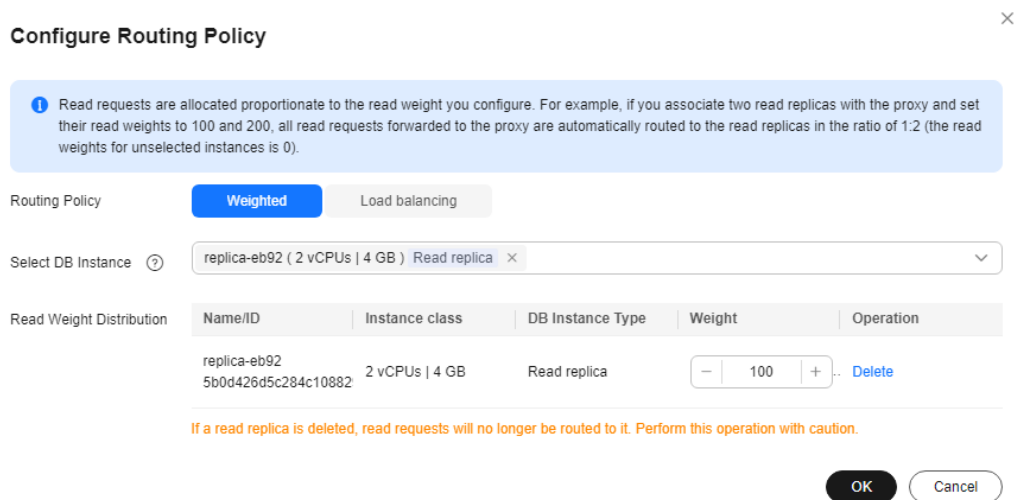 Configure Routing Policy
Read requests are allocated proportionate to the read weight you configure. For example, if you associate two read replicas with the proxy and set
their read weights to 100 and 200, all read requests forwarded to the proxy are automatically routed to the read replicas in the ratio of 1:2 (the read
weights for unselected instances is 0).
Routing Policy Weighted Load balancing
Select DB Instance ? replica-eb92 ( 2 vCPUs | 4 GB ) Read replica ×
Read Weight Distribution Name/ID Instance class DB Instance Type Weight Operation
replica-eb92
5b0d426d5c284c10882 2 vCPUs | 4 GB Read replica − 100 + .. Delete
If a read replica is deleted, read requests will no longer be routed to it. Perform this operation with caution.
OK Cancel